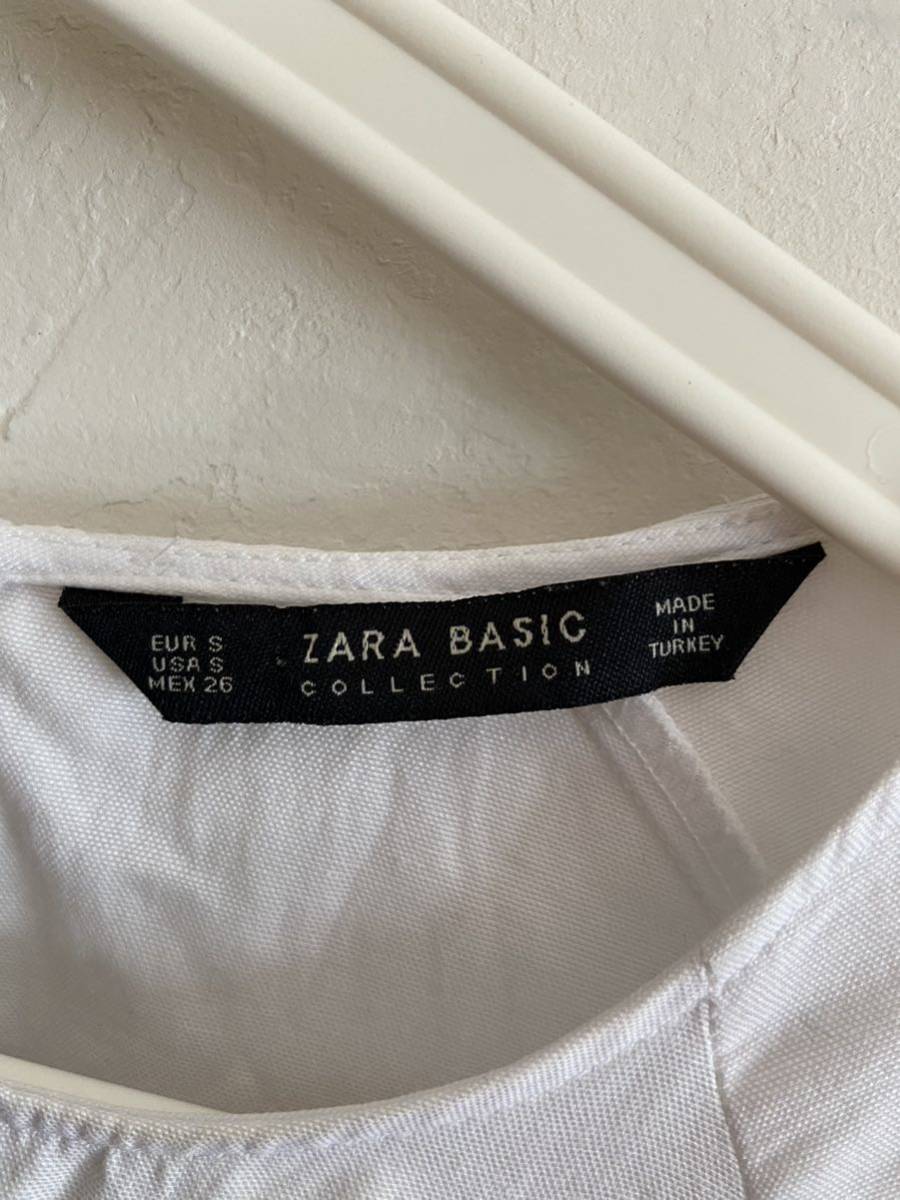 EUR S
USA S
MEX 26
ZARA BASIC
COLLECTION
MADE
IN
TURKEY